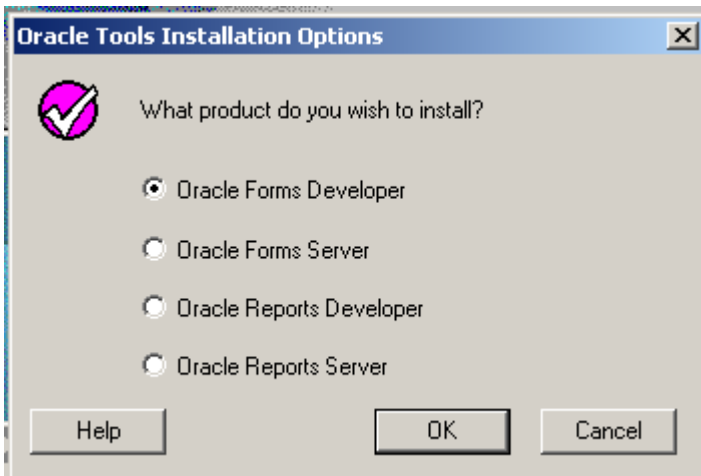 Oracle Tools Installation Options
What product do you wish to install?
Oracle Forms Developer
Oracle Forms Server
Oracle Reports Developer
Oracle Reports Server
Help OK Cancel